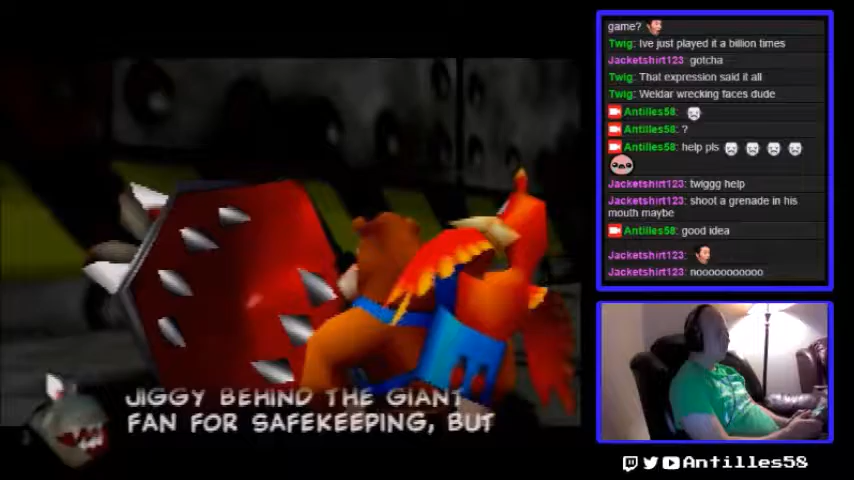 JIGGY BEHIND THE GIANT
FAN FOR SAFEKEEPING, BUT
game?
Twig: Ive just played it a billion times
Jacketshirt123: gotcha
Twig: That expression said it all
Twig: Weldar wrecking faces dude
Antilles58:
Antilles58: ?
Antilles58: help pls
Jacketshirt123: twiggg help
Jacketshirt123: shoot a grenade in his
mouth maybe
Antilles58: good idea
Jacketshirt123:
Jacketshirt123: nooooooooooo
Antilles58